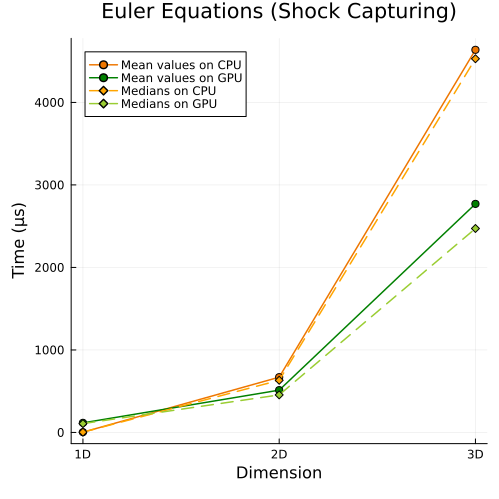 Euler Equations (Shock Capturing)
Mean values on CPU
Mean values on GPU
Medians on CPU
Medians on GPU
Time (μs)
4000
3000
2000
1000
0
1D
2D
3D
Dimension